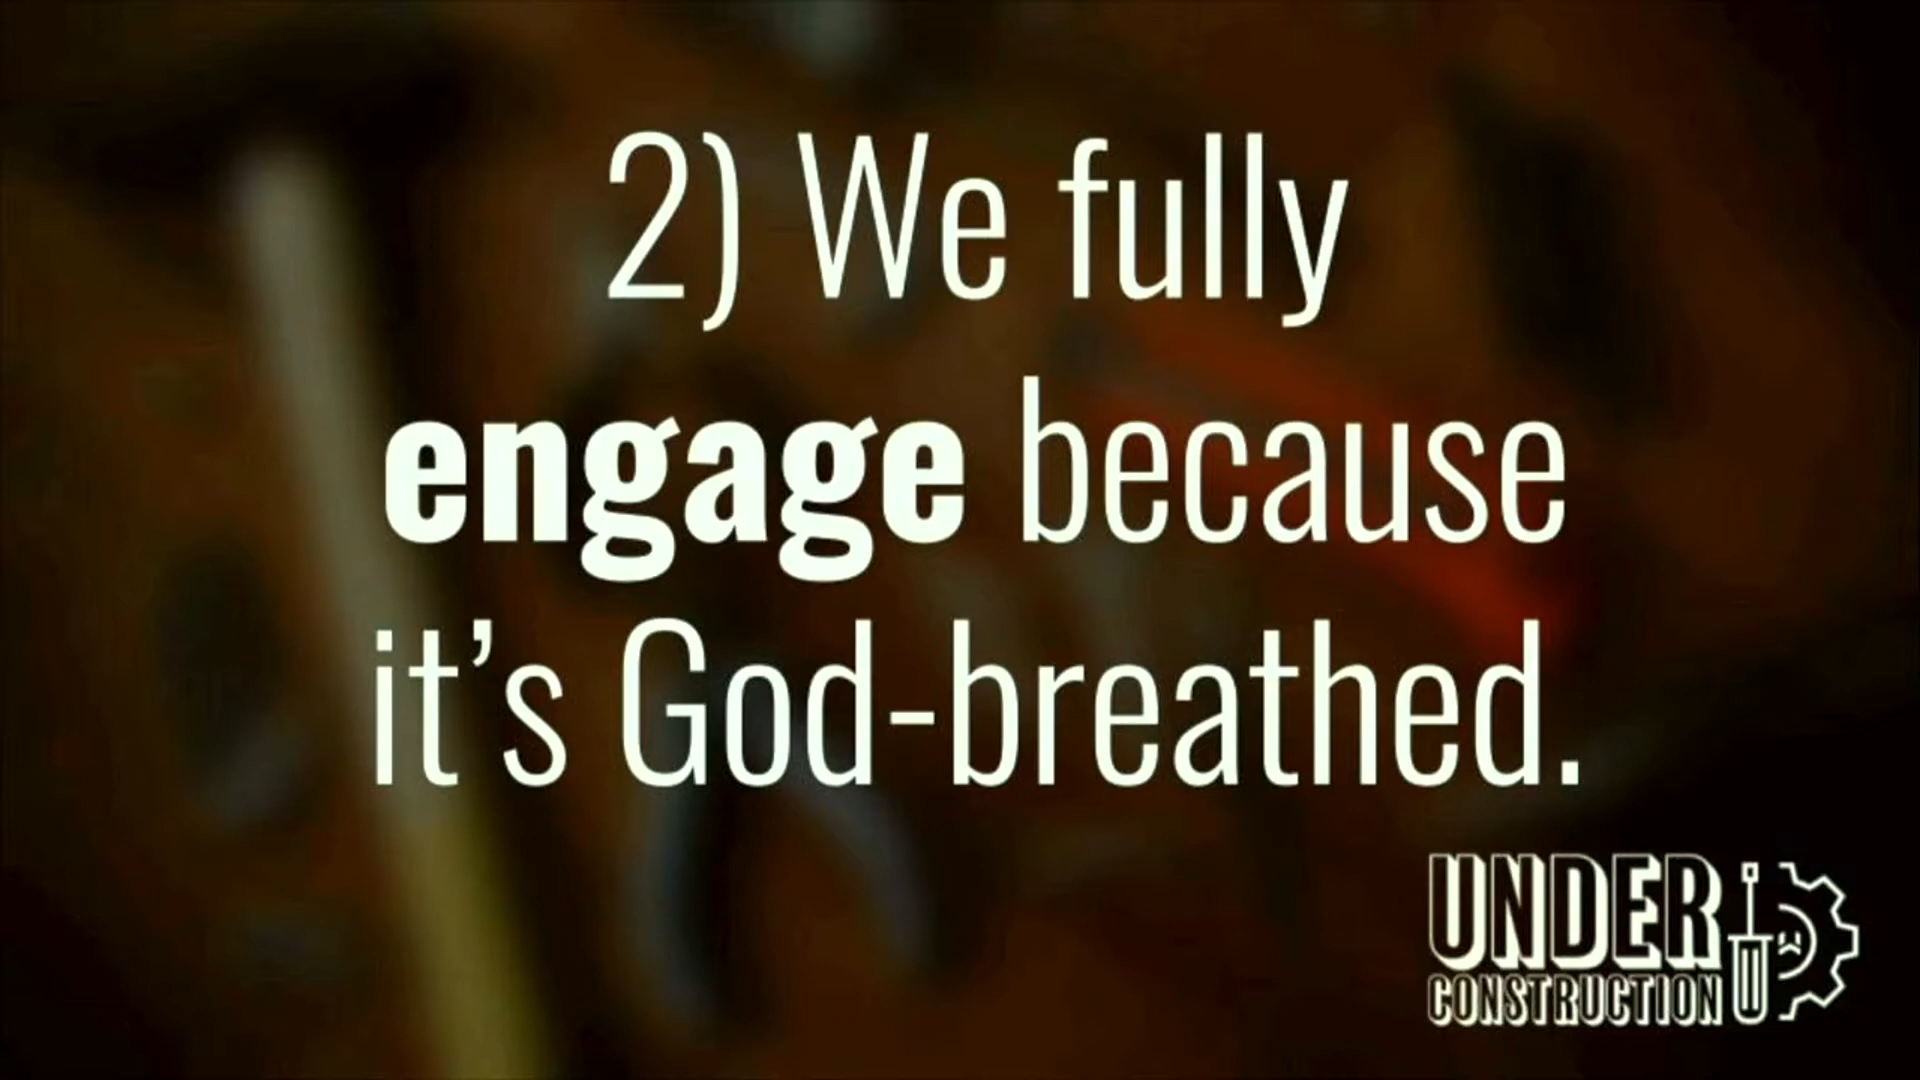 2) We fully
engage because
it’s God-breathed.
UNDER
CONSTRUCTION